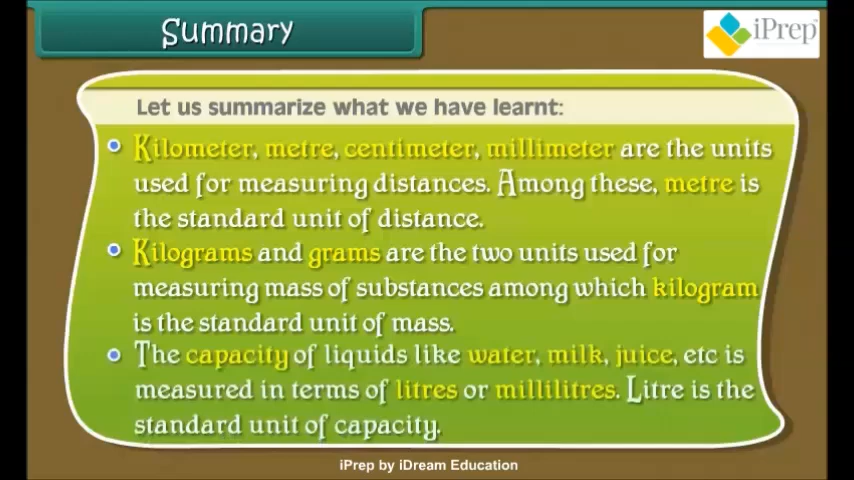 Summary
iPrep
Let us summarize what we have learnt:
Kilometer, metre, centimeter, millimeter are the units
used for measuring distances. Among these, metre is
the standard unit of distance.
Kilograms and grams are the two units used for
measuring mass of substances among which kilogram
is the standard unit of mass.
The capacity of liquids like water, milk, juice, etc is
measured in terms of litres or millilitres. Litre is the
standard unit of capacity.
iPrep by iDream Education